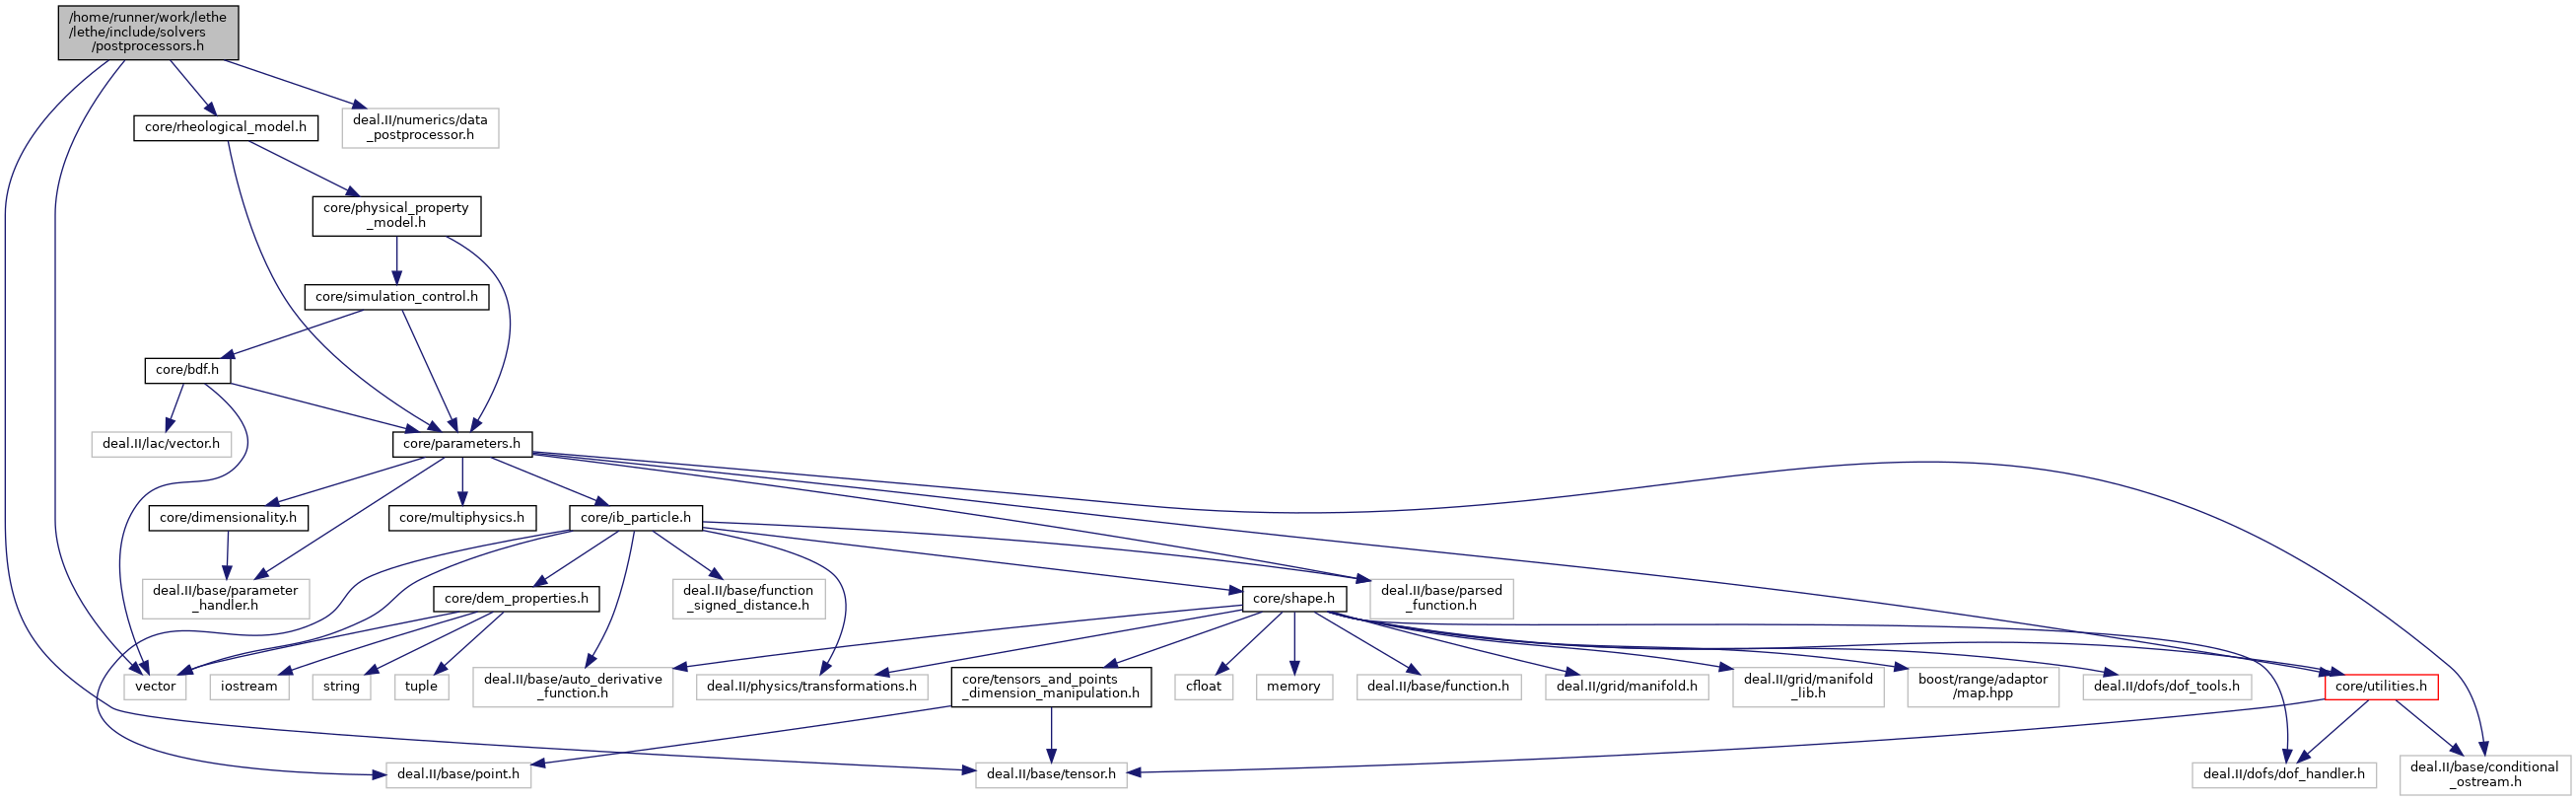 /home/runner/work/lethe
/lethe/include/solvers
/postprocessors.h
core/rheological_model.h
deal.II/numerics/data
_postprocessor.h
core/physical_property
_model.h
core/simulation_control.h
core/bdf.h
deal.II/lac/vector.h
core/parameters.h
core/dimensionality.h
core/multiphysics.h
core/ib_particle.h
deal.II/base/parameter
_handler.h
core/dem_properties.h
deal.II/base/function
_signed_distance.h
core/shape.h
deal.II/base/parsed
_function.h
vector
iostream
string
tuple
deal.II/base/auto_derivative
_function.h
deal.II/physics/transformations.h
core/tensors_and_points
_dimension_manipulation.h
cfloat
memory
deal.II/base/function.h
deal.II/grid/manifold.h
deal.II/grid/manifold
_lib.h
boost/range/adaptor
/map.hpp
deal.II/dofs/dof_tools.h
core/utilities.h
deal.II/base/point.h
deal.II/base/tensor.h
deal.II/dofs/dof_handler.h
deal.II/base/conditional
_ostream.h